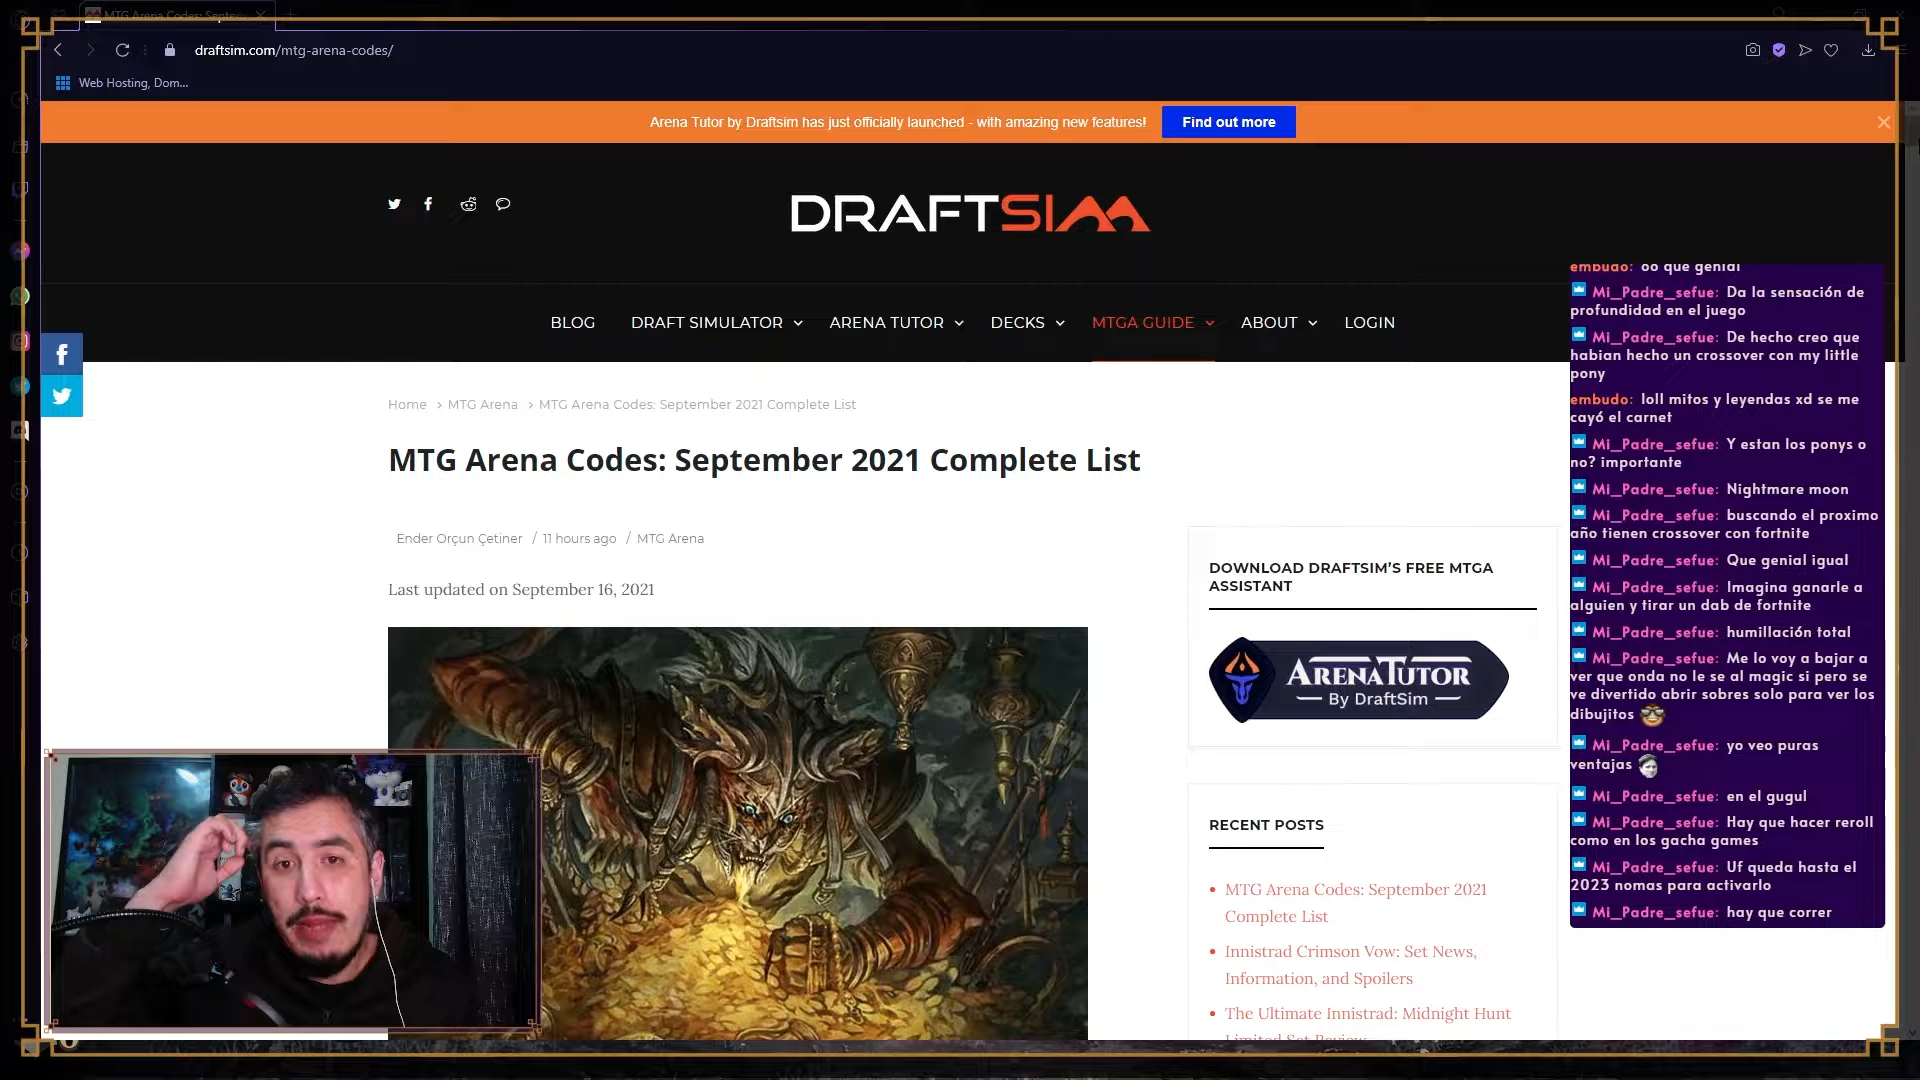 MTG Arena Codes: Septem
draftsim.com/mtg-arena-codes/
Web Hosting, Dom...
Arena Tutor by Draftsim has just officially launched - with amazing new features!
Find out more
DRAFTSIM
BLOG
DRAFT SIMULATOR
ARENA TUTOR
DECKS
MTGA GUIDE
ABOUT
LOGIN
Home > MTG Arena > MTG Arena Codes: September 2021 Complete List
MTG Arena Codes: September 2021 Complete List
Ender Orçun Çetiner / 11 hours ago / MTG Arena
Last updated on September 16, 2021
DOWNLOAD DRAFTSIM’S FREE MTGA
ASSISTANT
ARENATUTOR
By DraftSim
RECENT POSTS
MTG Arena Codes: September 2021
Complete List
Innistrad Crimson Vow: Set News,
Information, and Spoilers
The Ultimate Innistrad: Midnight Hunt
Limited Set Review
embudo: oo que genial
Mi_Padre_sefue: Da la sensación de
profundidad en el juego
Mi_Padre_sefue: De hecho creo que
habian hecho un crossover con my little
pony
embudo: loll mitos y leyendas xd se me
cayó el carnet
Mi_Padre_sefue: Y estan los ponys o
no? importante
Mi_Padre_sefue: Nightmare moon
Mi_Padre_sefue: buscando el proximo
año tienen crossover con fortnite
Mi_Padre_sefue: Que genial igual
Mi_Padre_sefue: Imagina ganarle a
alguien y tirar un dab de fortnite
Mi_Padre_sefue: humillación total
Mi_Padre_sefue: Me lo voy a bajar a
ver que onda no le se al magic si pero se
ve divertido abrir sobres solo para ver los
dibujitos
Mi_Padre_sefue: yo veo puras
ventajas
Mi_Padre_sefue: en el gugul
Mi_Padre_sefue: Hay que hacer reroll
como en los gacha games
Mi_Padre_sefue: Uf queda hasta el
2023 nomas para activarlo
Mi_Padre_sefue: hay que correr